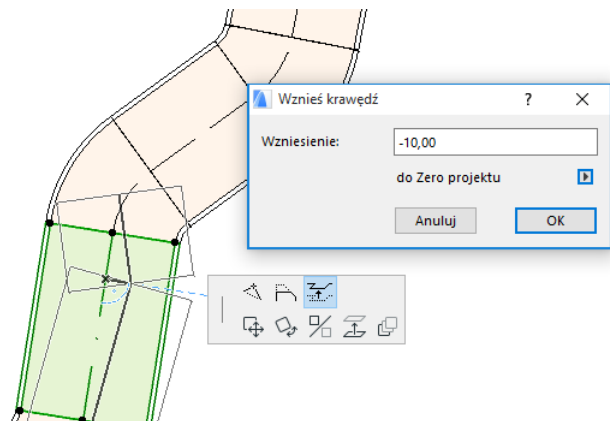 Wznieś krawędź
?
Wzniesienie:
-10,00
do Zero projektu
Anuluj
OK